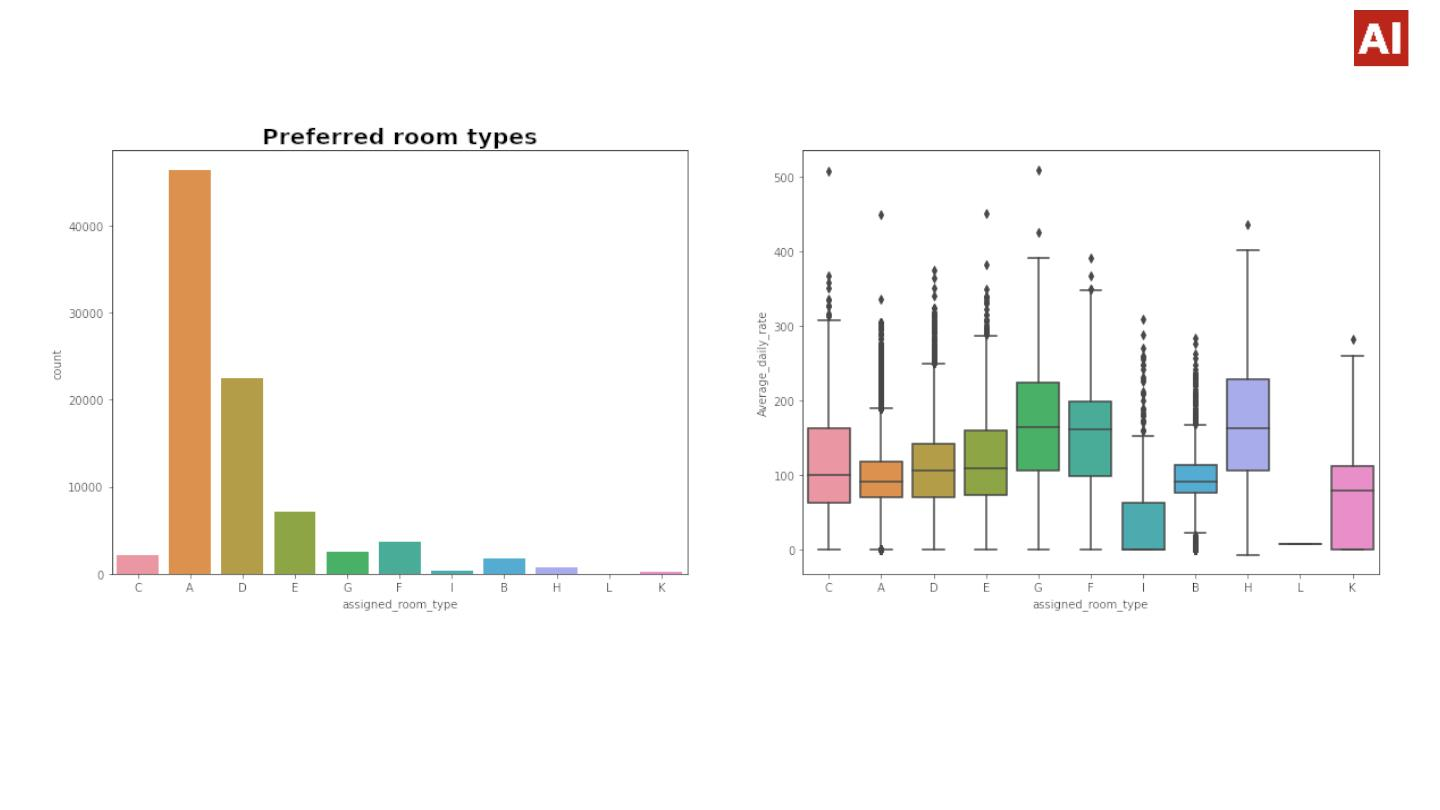 AI
Preferred room types
40000
30000
20000
10000
0
count
C A D E G F I B H L K
assigned_room_type
500
400
300
200
100
0
Average_daily_rate
C A D E G F I B H L K
assigned_room_type